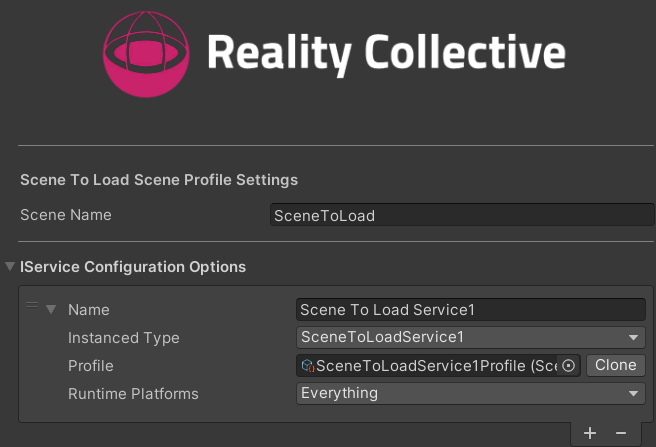 Reality Collective
Scene To Load Scene Profile Settings
Scene Name SceneToLoad
IService Configuration Options
Name Scene To Load Service1
Instanced Type SceneToLoadService1
Profile SceneToLoadService1Profile (Sce Clone
Runtime Platforms Everything
+ −